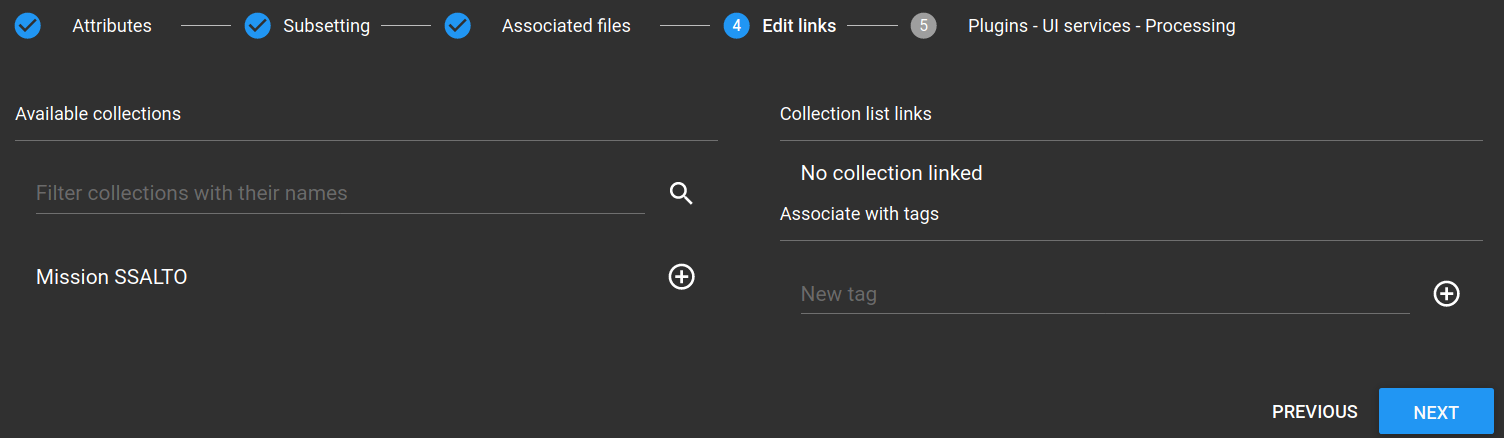 Attributes
Subsetting
Associated files
4 Edit links
5 Plugins - UI services - Processing
Available collections
Filter collections with their names
Mission SSALTO
Collection list links
No collection linked
Associate with tags
New tag
PREVIOUS
NEXT